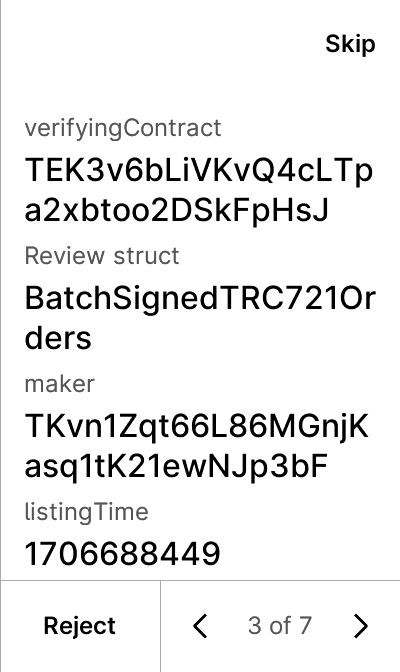 Skip
verifyingContract
TEK3v6bLiVKvQ4cLTp
a2xbtoo2DSkFpHsJ
Review struct
BatchSignedTRC721Or
ders
maker
TKvn1Zqt66L86MGnjK
asq1tK21ewNJp3bF
listingTime
1706688449
Reject
3 of 7